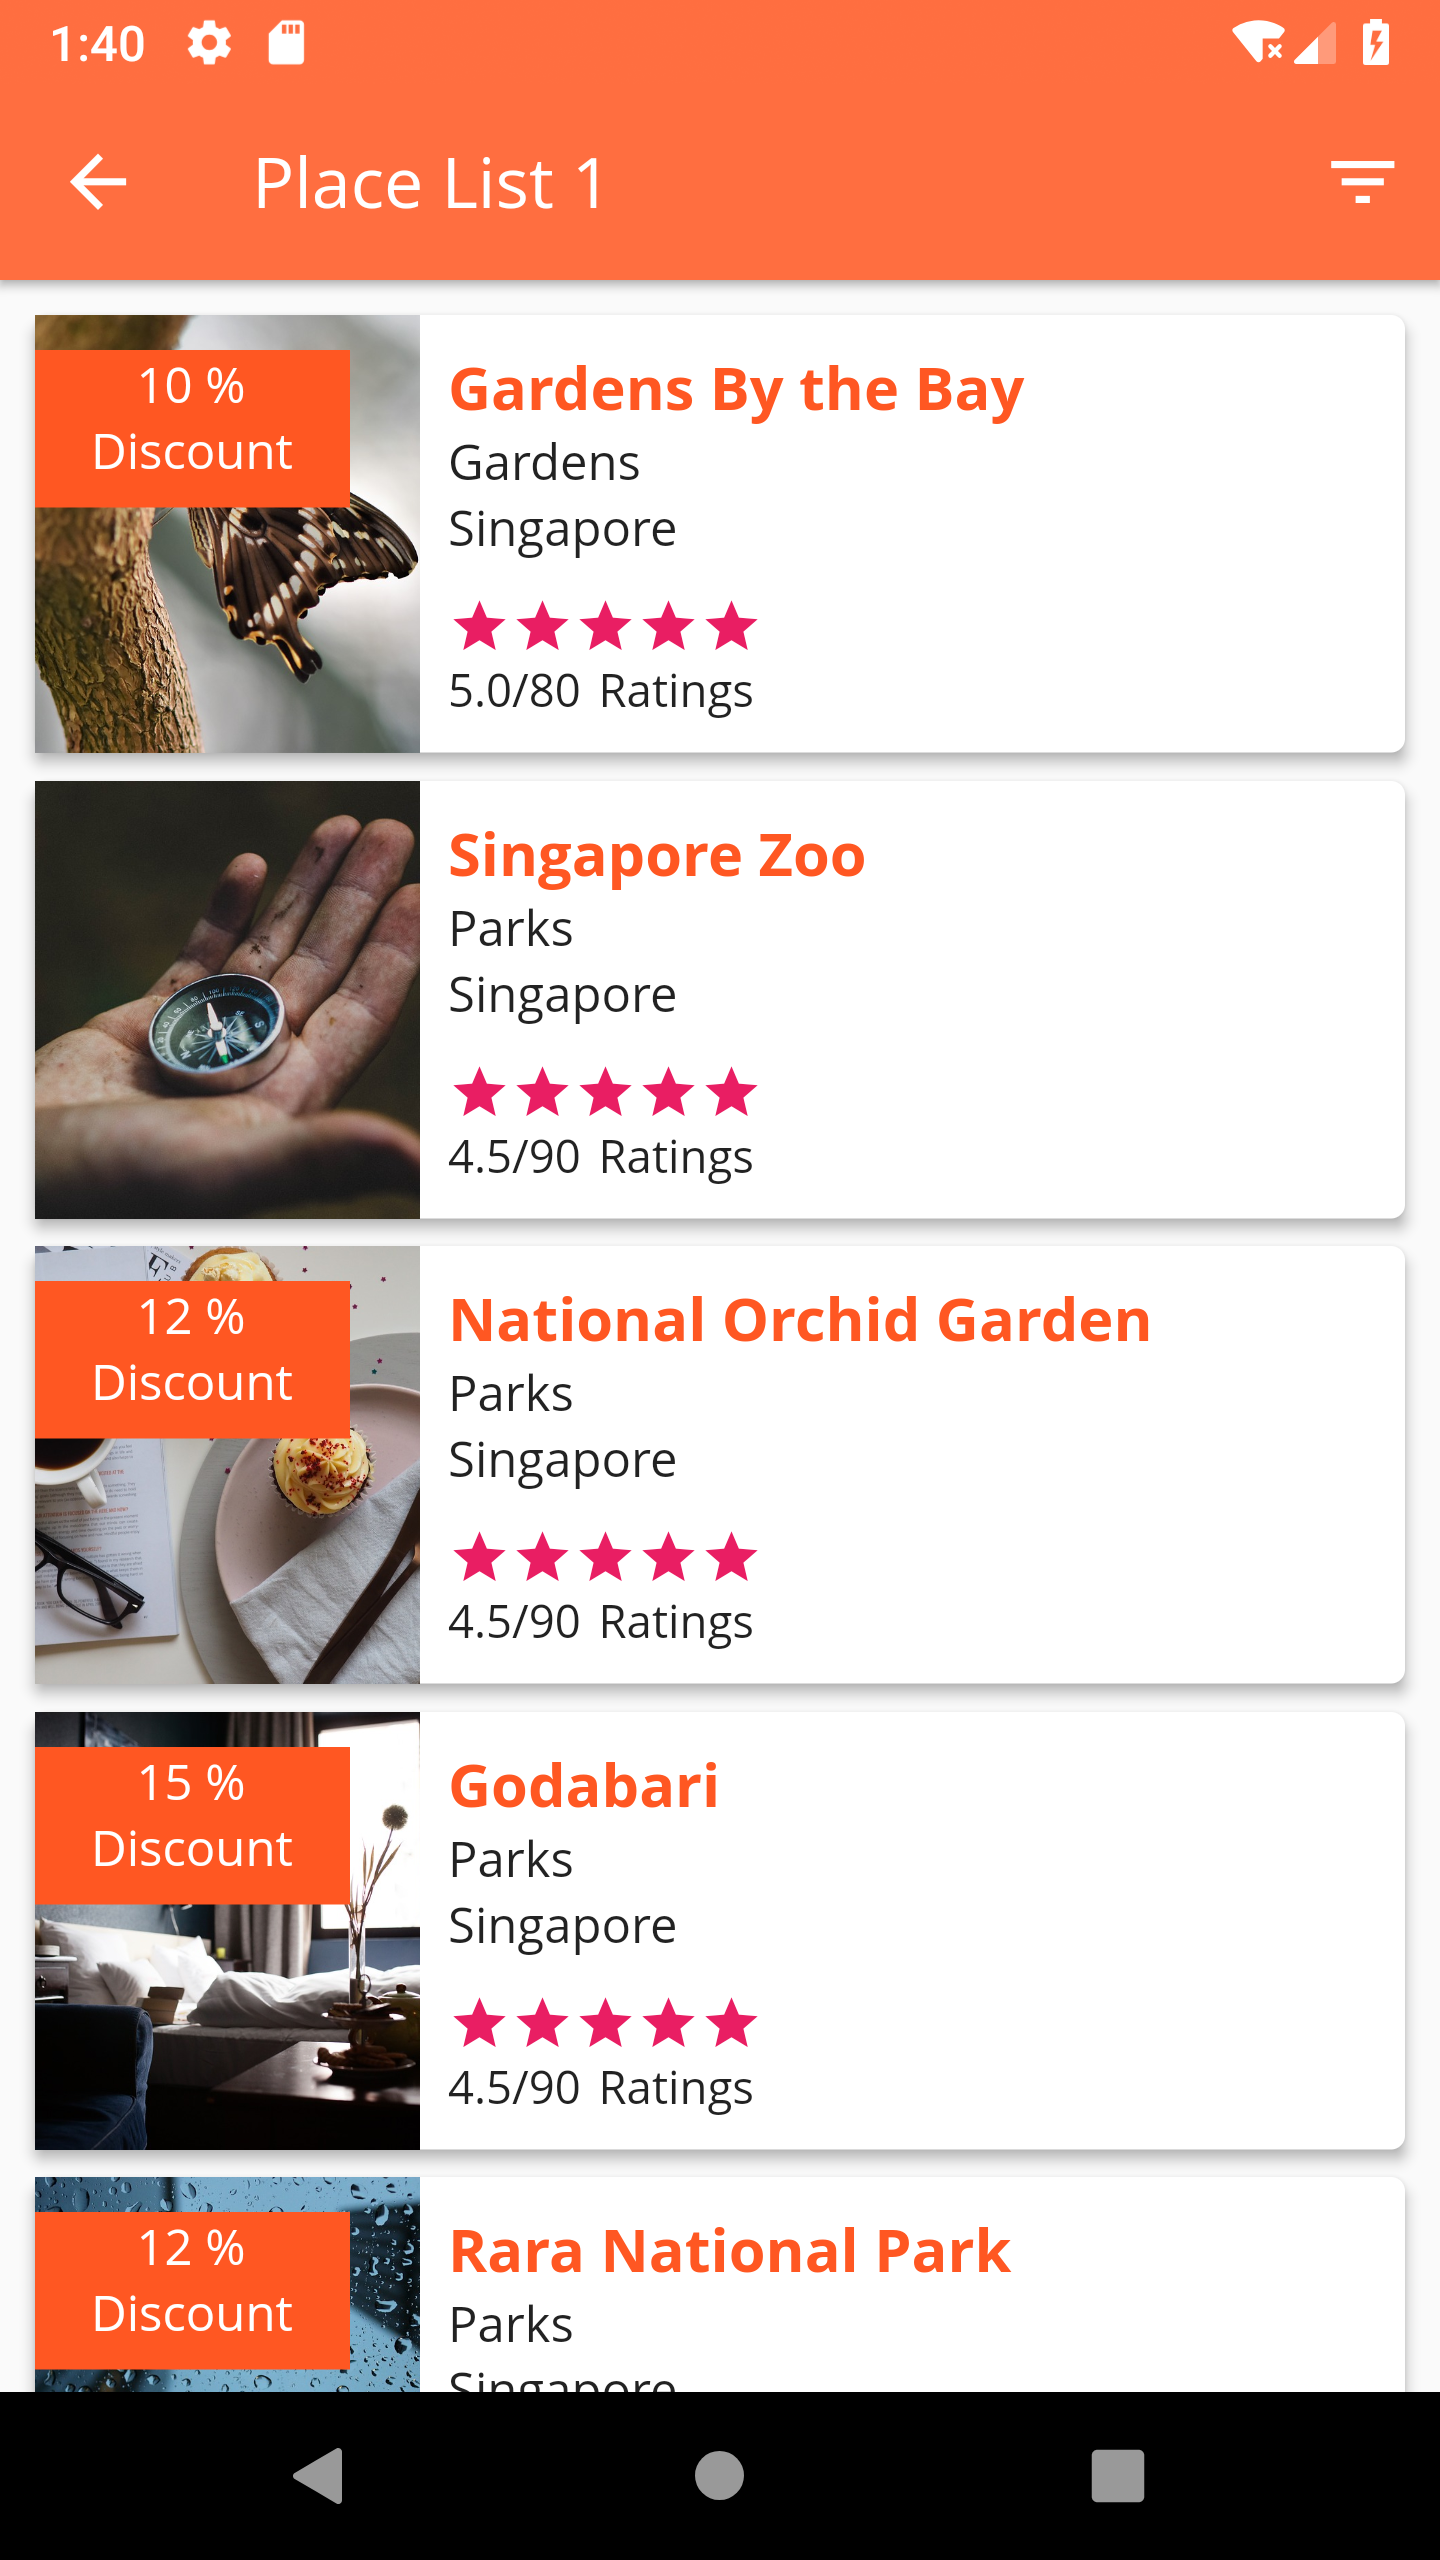 1:40
Place List 1
10 %
Discount
Gardens By the Bay
Gardens
Singapore
5.0/80 Ratings
Singapore Zoo
Parks
Singapore
4.5/90 Ratings
12 %
Discount
National Orchid Garden
Parks
Singapore
4.5/90 Ratings
15 %
Discount
Godabari
Parks
Singapore
4.5/90 Ratings
12 %
Discount
Rara National Park
Parks
Singapore